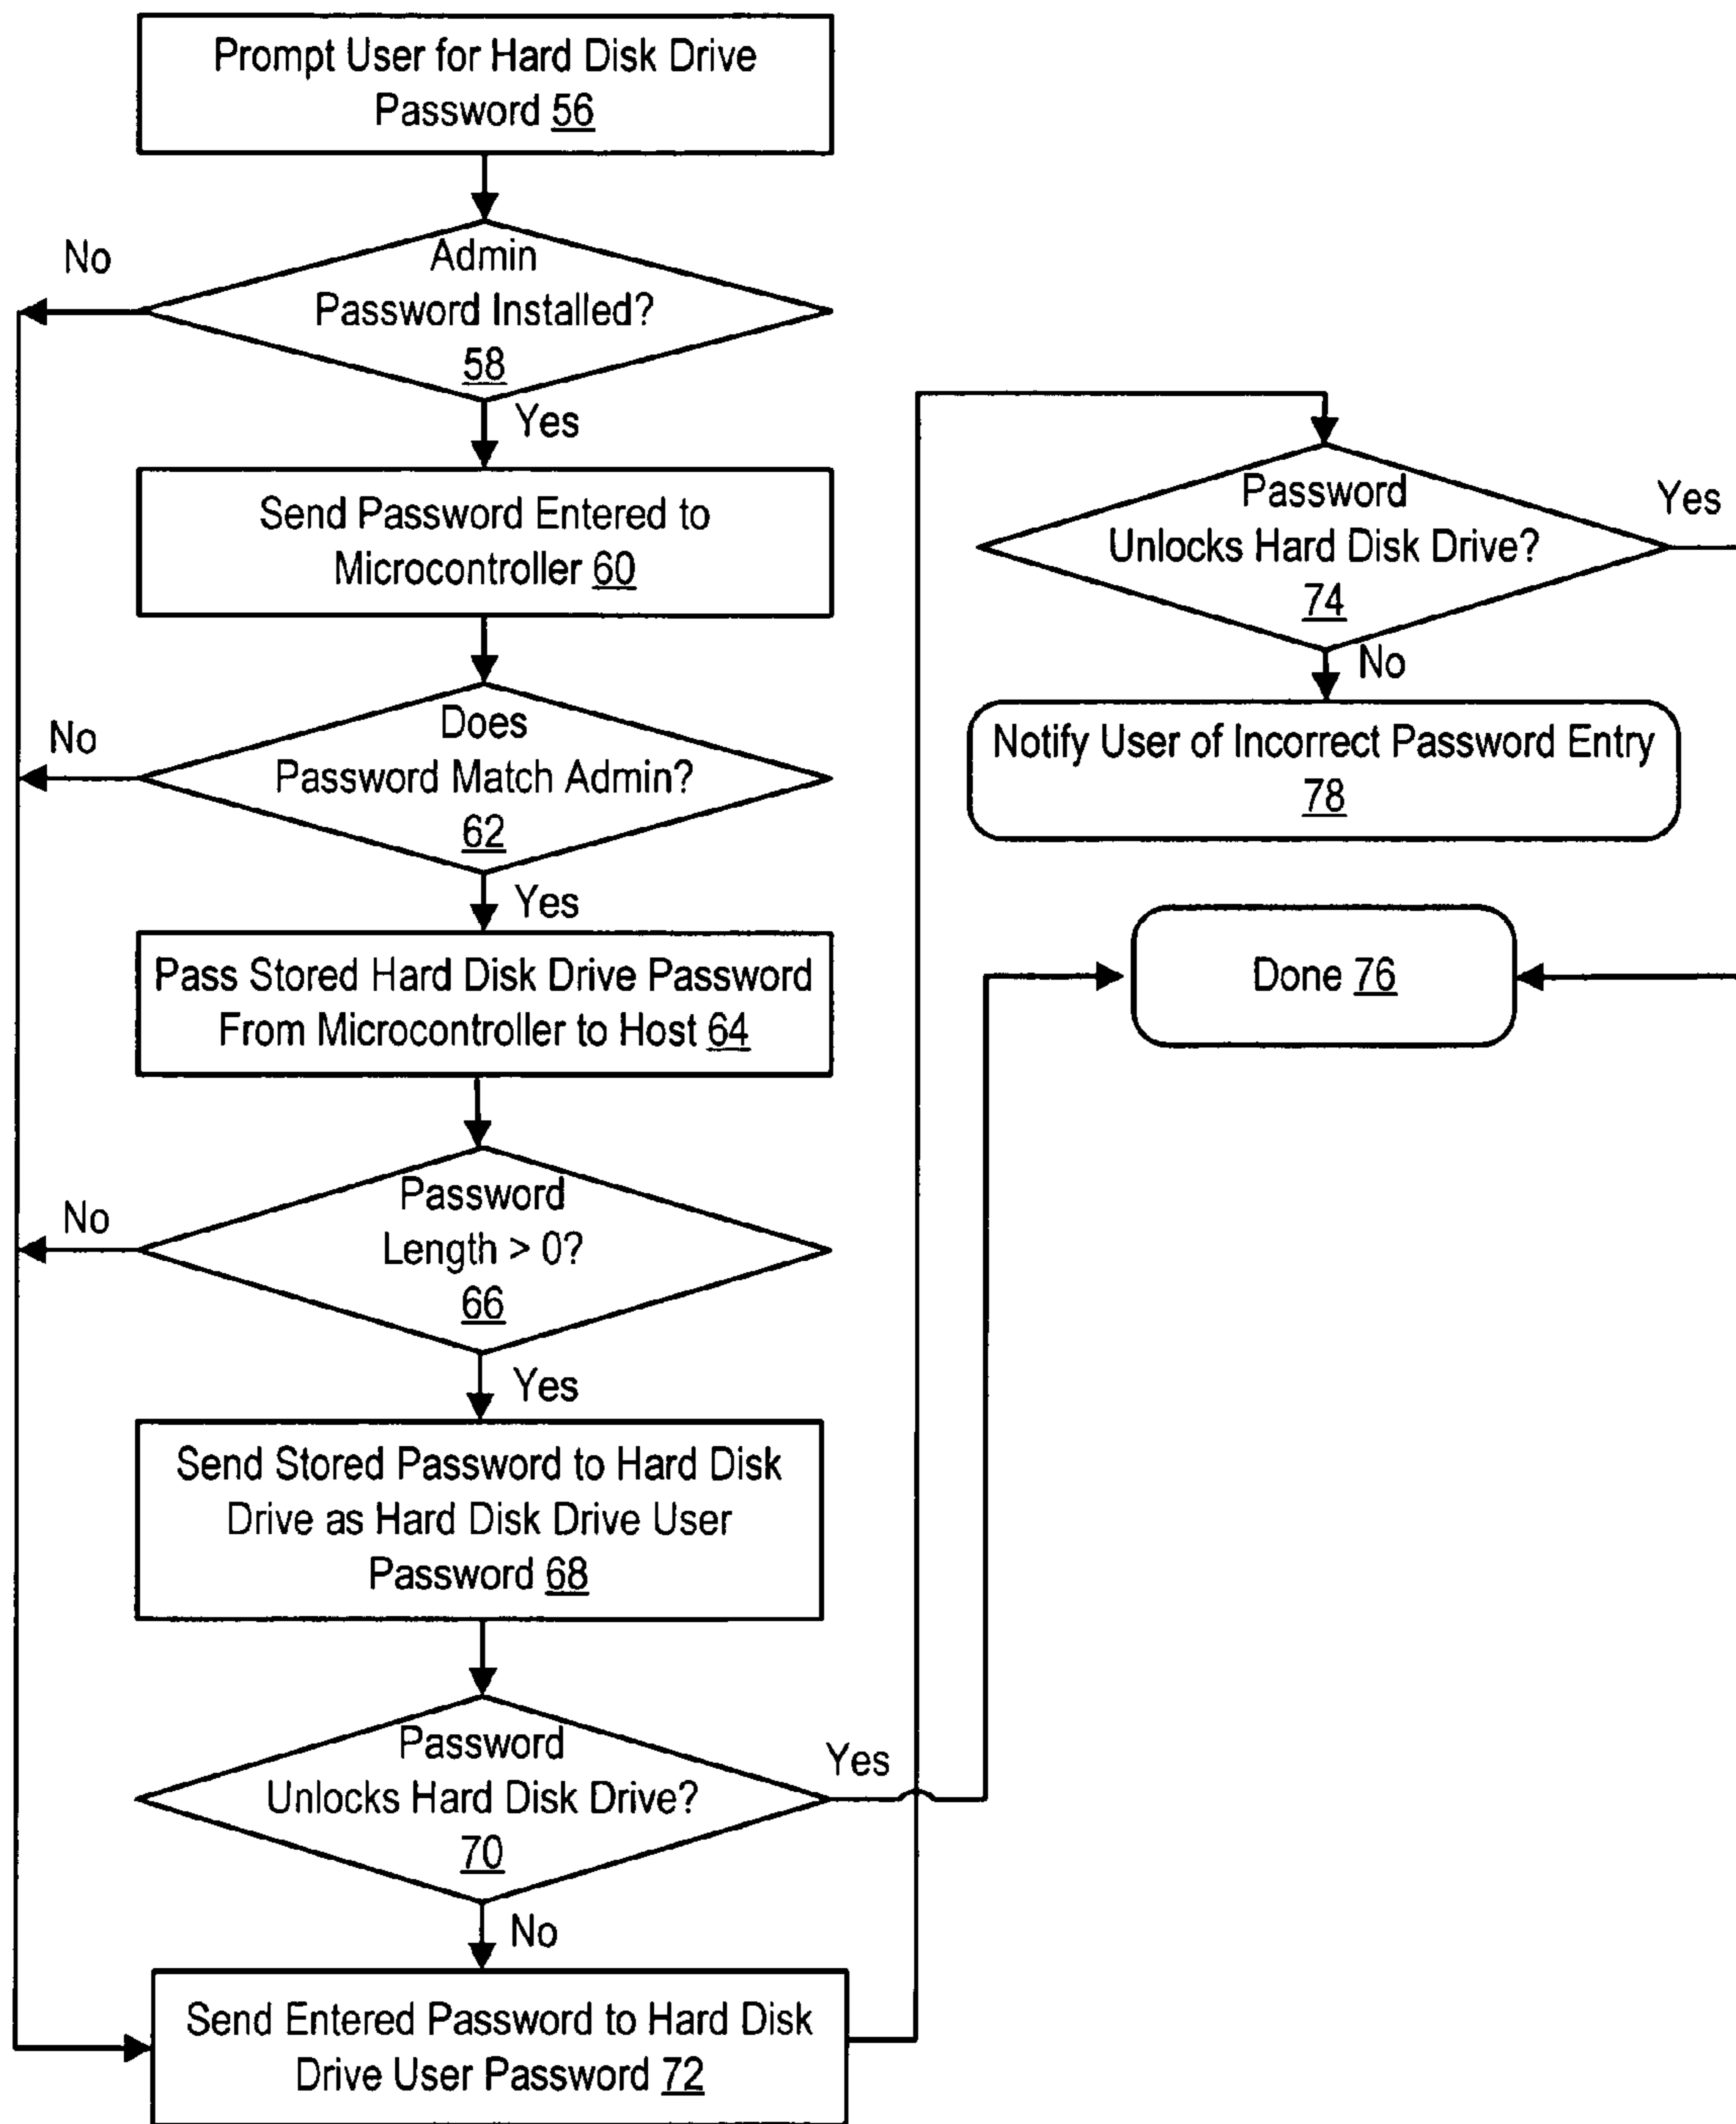 Prompt User for Hard Disk Drive
Password 56
No
Admin
Password Installed?
58
Yes
Send Password Entered to
Microcontroller 60
No
Does
Password Match Admin?
62
Yes
Pass Stored Hard Disk Drive Password
From Microcontroller to Host 64
No
Password
Length > 0?
66
Yes
Send Stored Password to Hard Disk
Drive as Hard Disk Drive User
Password 68
Password
Unlocks Hard Disk Drive?
70
Yes
No
Send Entered Password to Hard Disk
Drive User Password 72
Password
Unlocks Hard Disk Drive?
74
Yes
No
Notify User of Incorrect Password Entry
78
Done 76